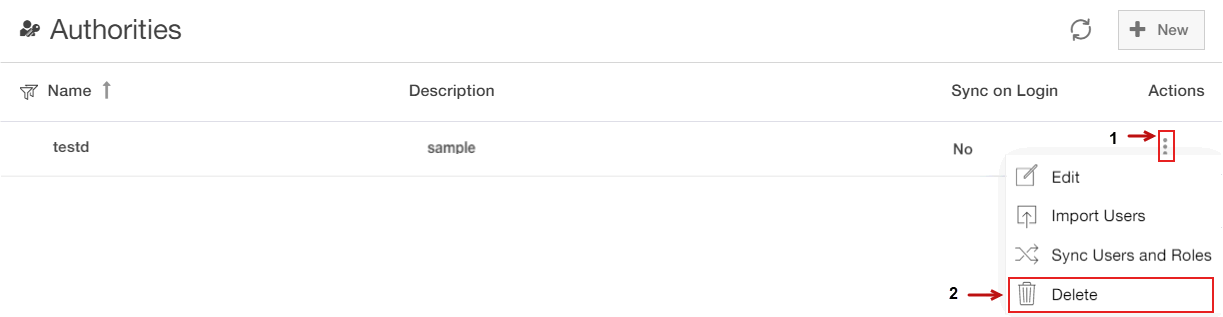 Authorities
New
Name Description Sync on Login Actions
testd sample No
1
Edit
Import Users
Sync Users and Roles
2 Delete